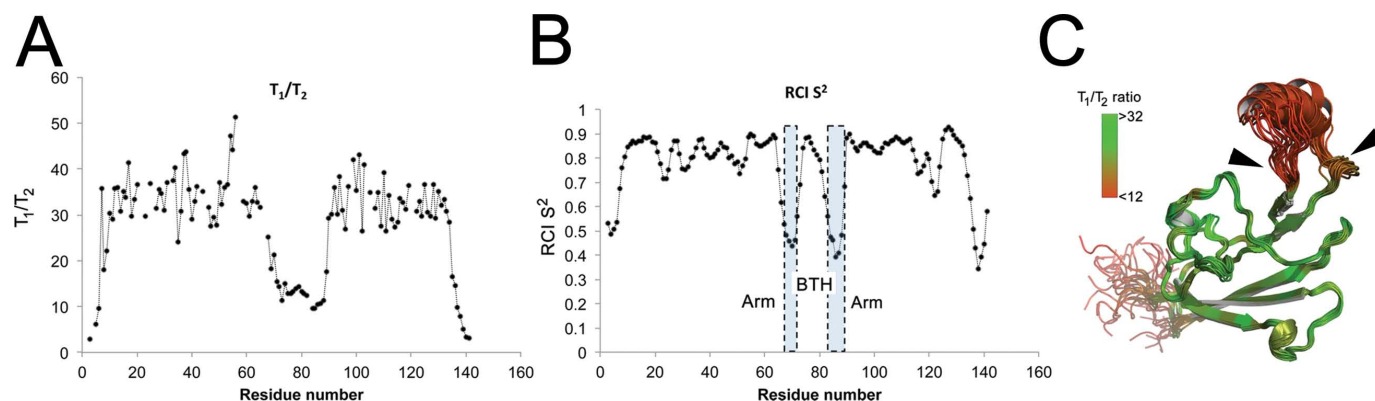 A
T1/T2
T1/T2
60
50
40
30
20
10
0
0 20 40 60 80 100 120 140 160
Residue number
B
RCI S2
RCI S2
1
0.9
0.8
0.7
0.6
0.5
0.4
0.3
0.2
0.1
0
Arm
BTH
Arm
0 20 40 60 80 100 120 140 160
Residue number
C
T1/T2 ratio
>32
<12